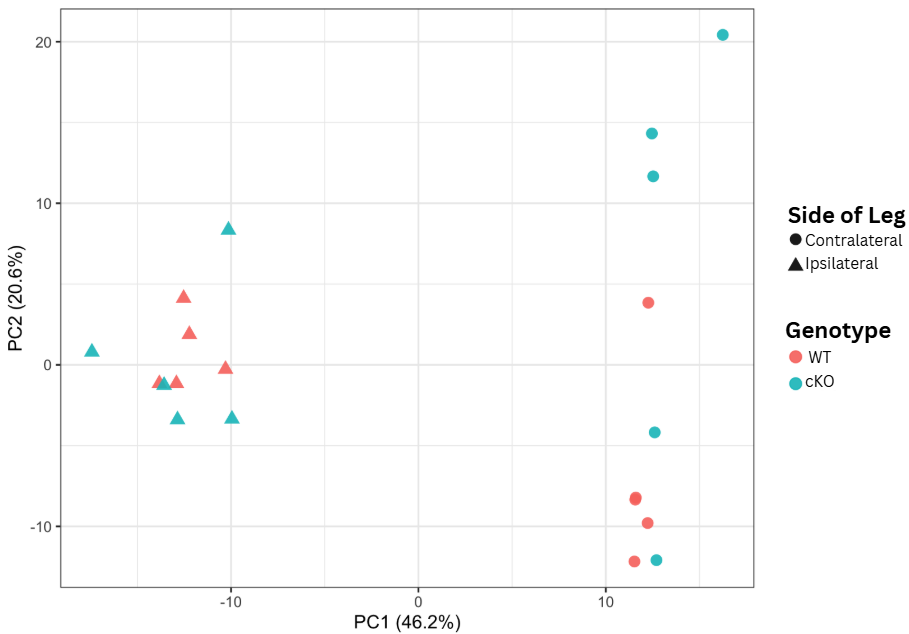 20
10
0
-10
PC2 (20.6%)
-10
0
10
PC1 (46.2%)
Side of Leg
Contralateral
Ipsilateral
Genotype
WT
cKO